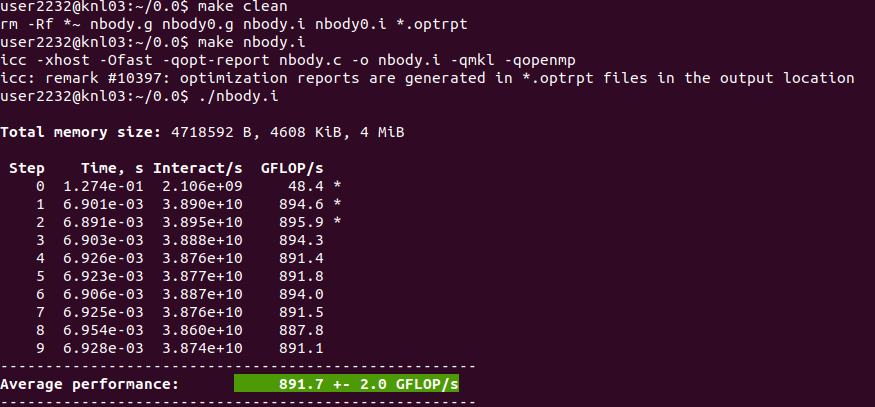 user2232@knl03:~/0.0$ make clean
rm -Rf *~ nbody.g nbody0.g nbody.i nbody0.i *.optrpt
user2232@knl03:~/0.0$ make nbody.i
icc -xhost -Ofast -qopt-report nbody.c -o nbody.i -qmkl -qopenmp
icc: remark #10397: optimization reports are generated in *.optrpt files in the output location
user2232@knl03:~/0.0$ ./nbody.i
Total memory size: 4718592 B, 4608 KiB, 4 MiB
Step Time, s Interact/s GFLOP/s
0 1.274e-01 2.106e+09 48.4 *
1 6.901e-03 3.890e+10 894.6 *
2 6.891e-03 3.895e+10 895.9 *
3 6.903e-03 3.888e+10 894.3
4 6.926e-03 3.876e+10 891.4
5 6.923e-03 3.877e+10 891.8
6 6.906e-03 3.887e+10 894.0
7 6.925e-03 3.876e+10 891.5
8 6.954e-03 3.860e+10 887.8
9 6.928e-03 3.874e+10 891.1
-----------------------------------------------------
Average performance: 891.7 +- 2.0 GFLOP/s
-----------------------------------------------------